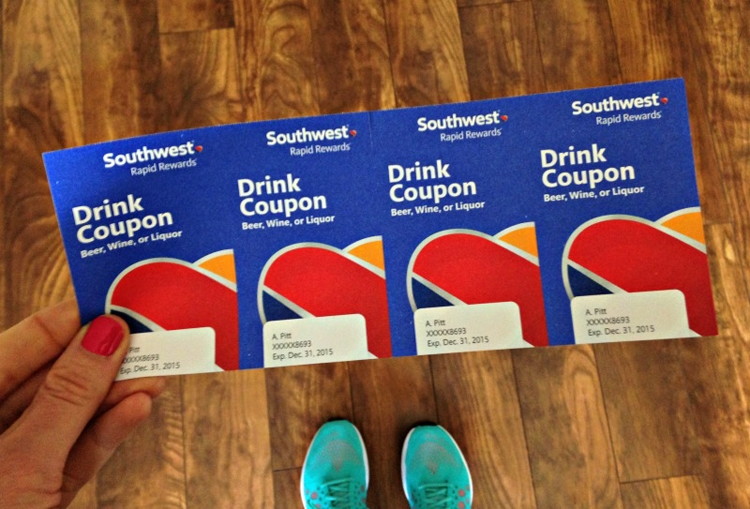 Southwest
Rapid Rewards
Drink
Coupon
Beer, Wine, or Liquor
Pitt
XXXXX8693
Exp. Dec. 31, 2015
Southwest
Rapid Rewards
Drink
Coupon
Beer, Wine, or Liquor
A. Pitt
XXXXX8693
Exp. Dec. 31, 2015
Southwest
Rapid Rewards
Drink
Coupon
Beer, Wine, or Liquor
A. Pitt
XXXXX8693
Exp. Dec. 31, 2015
Southwest
Rapid Rewards
Drink
Coupon
Beer, Wine, or Liquor
A. Pitt
XXXXX8693
Exp. Dec. 31, 2015